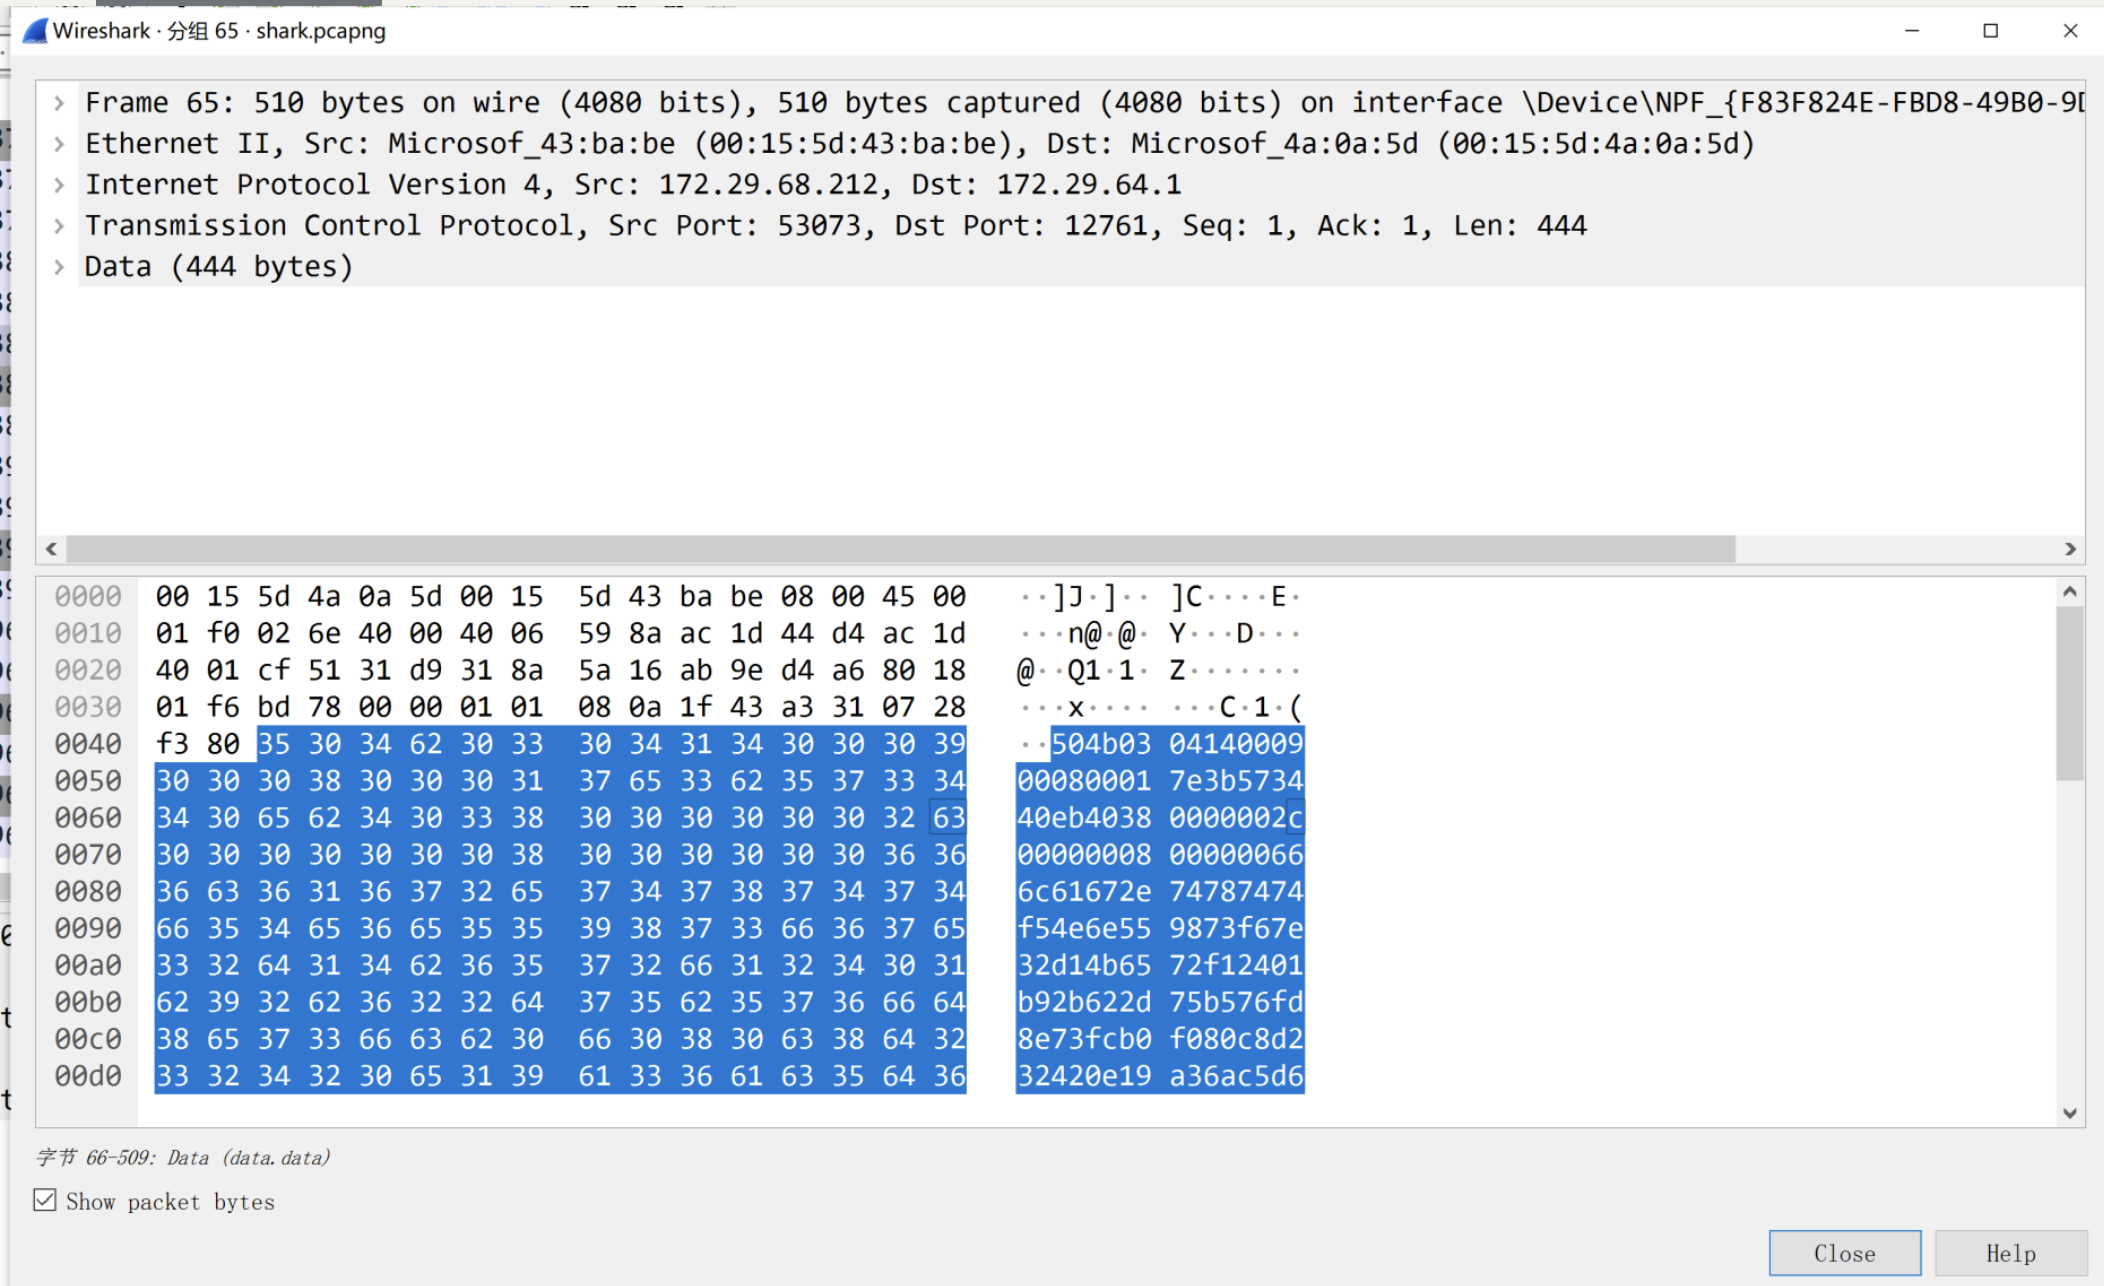 Wireshark · 分组 65 · shark.pcapng
Frame 65: 510 bytes on wire (4080 bits), 510 bytes captured (4080 bits) on interface \Device\NPF_{F83F824E-FBD8-49B0-9D
Ethernet II, Src: Microsof_43:ba:be (00:15:5d:43:ba:be), Dst: Microsof_4a:0a:5d (00:15:5d:4a:0a:5d)
Internet Protocol Version 4, Src: 172.29.68.212, Dst: 172.29.64.1
Transmission Control Protocol, Src Port: 53073, Dst Port: 12761, Seq: 1, Ack: 1, Len: 444
Data (444 bytes)
0000 00 15 5d 4a 0a 5d 00 15 5d 43 ba be 08 00 45 00 ··]J·]·· ]C····E·
0010 01 f0 02 6e 40 00 40 06 59 8a ac 1d 44 d4 ac 1d ···n@·@· Y···D···
0020 40 01 cf 51 31 d9 31 8a 5a 16 ab 9e d4 a6 80 18 @··Q1·1· Z·······
0030 01 f6 bd 78 00 00 01 01 08 0a 1f 43 a3 31 07 28 ···x···· ···C·1·(
0040 f3 80 35 30 34 62 30 33 30 34 31 34 30 30 30 39 ··504b03 04140009
0050 30 30 30 38 30 30 30 31 37 65 33 62 35 37 33 34 00080001 7e3b5734
0060 34 30 65 62 34 30 33 38 30 30 30 30 30 30 32 63 40eb4038 0000002c
0070 30 30 30 30 30 30 30 38 30 30 30 30 30 30 36 36 00000008 00000066
0080 36 63 36 31 36 37 32 65 37 34 37 38 37 34 37 34 6c61672e 74787474
0090 66 35 34 65 36 65 35 35 39 38 37 33 66 36 37 65 f54e6e55 9873f67e
00a0 33 32 64 31 34 62 36 35 37 32 66 31 32 34 30 31 32d14b65 72f12401
00b0 62 39 32 62 36 32 32 64 37 35 62 35 37 36 66 64 b92b622d 75b576fd
00c0 38 65 37 33 66 63 62 30 66 30 38 30 63 38 64 32 8e73fcb0 f080c8d2
00d0 33 32 34 32 30 65 31 39 61 33 36 61 63 35 64 36 32420e19 a36ac5d6
字节 66-509: Data (data.data)
Show packet bytes
Close
Help